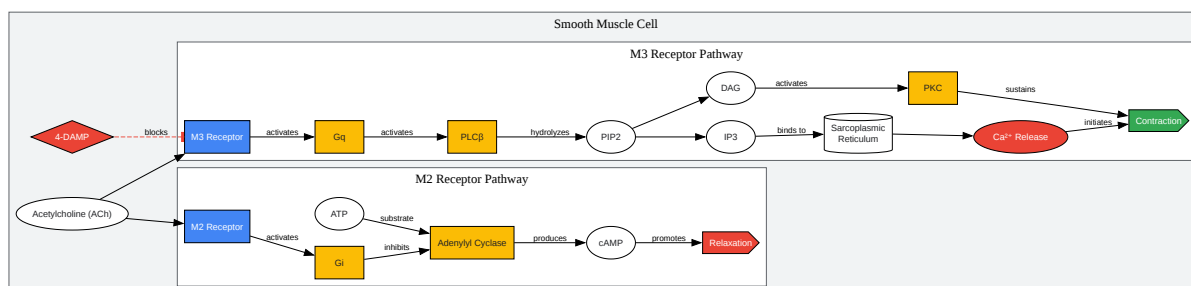 Smooth Muscle Cell
M3 Receptor Pathway
DAG
activates
PKC
sustains
4-DAMP
blocks
M3 Receptor
activates
Gq
activates
PLCβ
hydrolyzes
PIP2
IP3
binds to
Sarcoplasmic
Reticulum
Ca²⁺ Release
initiates
Contraction
M2 Receptor Pathway
Acetylcholine (ACh)
M2 Receptor
activates
ATP
substrate
Gi
inhibits
Adenylyl Cyclase
produces
cAMP
promotes
Relaxation